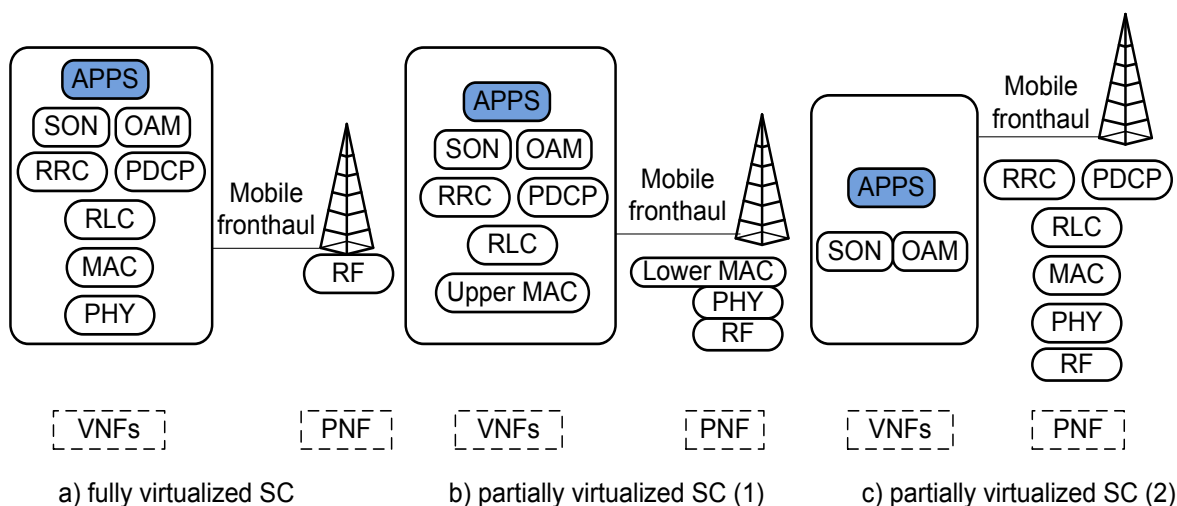 APPS
SON OAM
RRC PDCP
RLC
MAC
PHY
Mobile
fronthaul
RF
APPS
SON OAM
RRC PDCP
RLC
Upper MAC
Mobile
fronthaul
Lower MAC
PHY
RF
APPS
SON OAM
Mobile
fronthaul
RRC PDCP
RLC
MAC
PHY
RF
VNFs PNF VNFs PNF VNFs PNF
a) fully virtualized SC b) partially virtualized SC (1) c) partially virtualized SC (2)